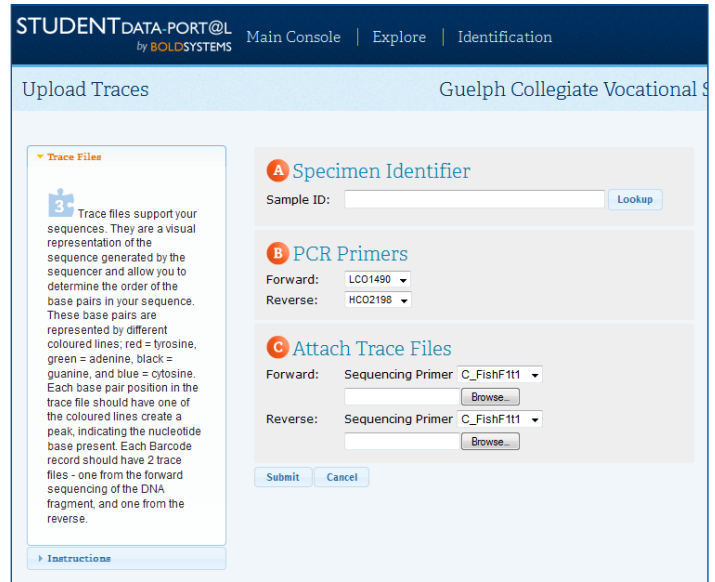 STUDENT DATA-PORT@L
by BOLDSYSTEMS
Main Console | Explore | Identification
Upload Traces
Guelph Collegiate Vocational
Trace Files
3
Trace files support your
sequences. They are a visual
representation of the
sequence generated by the
sequencer and allow you to
determine the order of the
base pairs in your sequence.
These base pairs are
represented by different
coloured lines; red = tyrosine,
green = adenine, black =
guanine, and blue = cytosine.
Each base pair position in the
trace file should have one of
the coloured lines create a
peak, indicating the nucleotide
base present. Each Barcode
record should have 2 trace
files - one from the forward
sequencing of the DNA
fragment, and one from the
reverse.
Instructions
A Specimen Identifier
Sample ID: Lookup
B PCR Primers
Forward: LCO1490
Reverse: HCO2198
C Attach Trace Files
Forward: Sequencing Primer C_FishF1t1
Browse...
Reverse: Sequencing Primer C_FishF1t1
Browse...
Submit Cancel